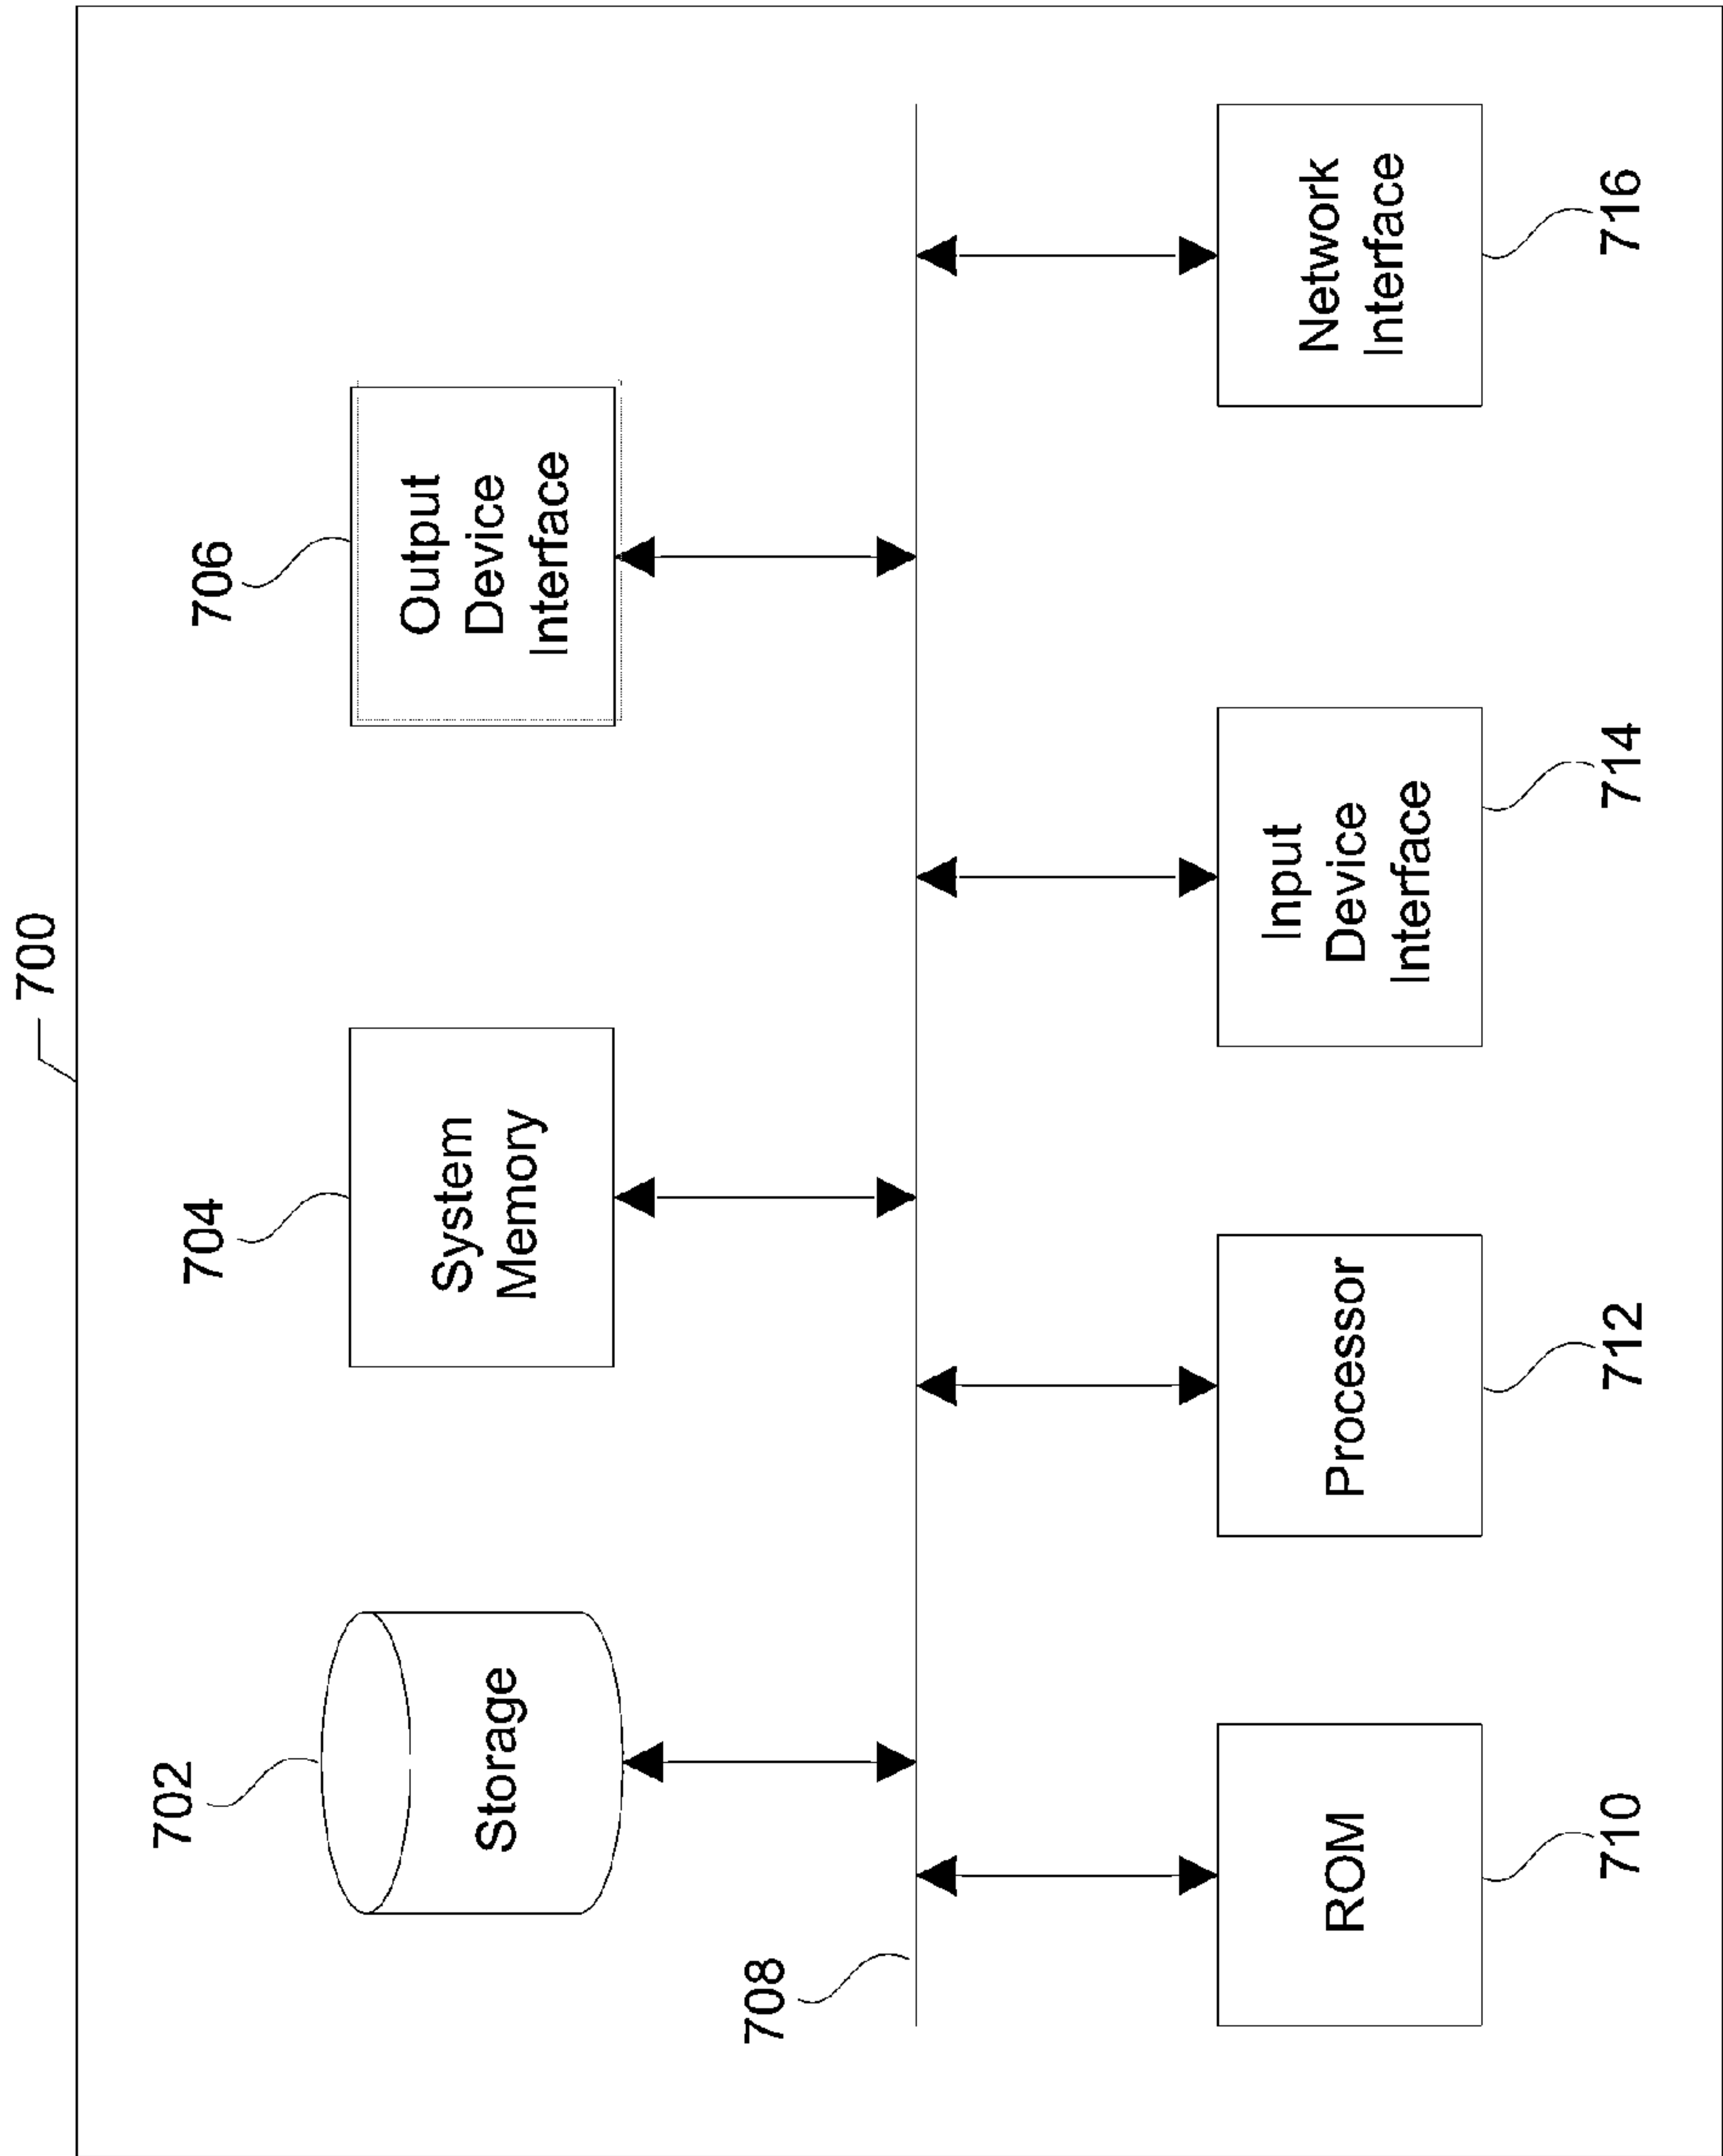 700
702
704
706
Storage
System
Memory
Output
Device
Interface
708
ROM
Processor
Input
Device
Interface
Network
Interface
710
712
714
716